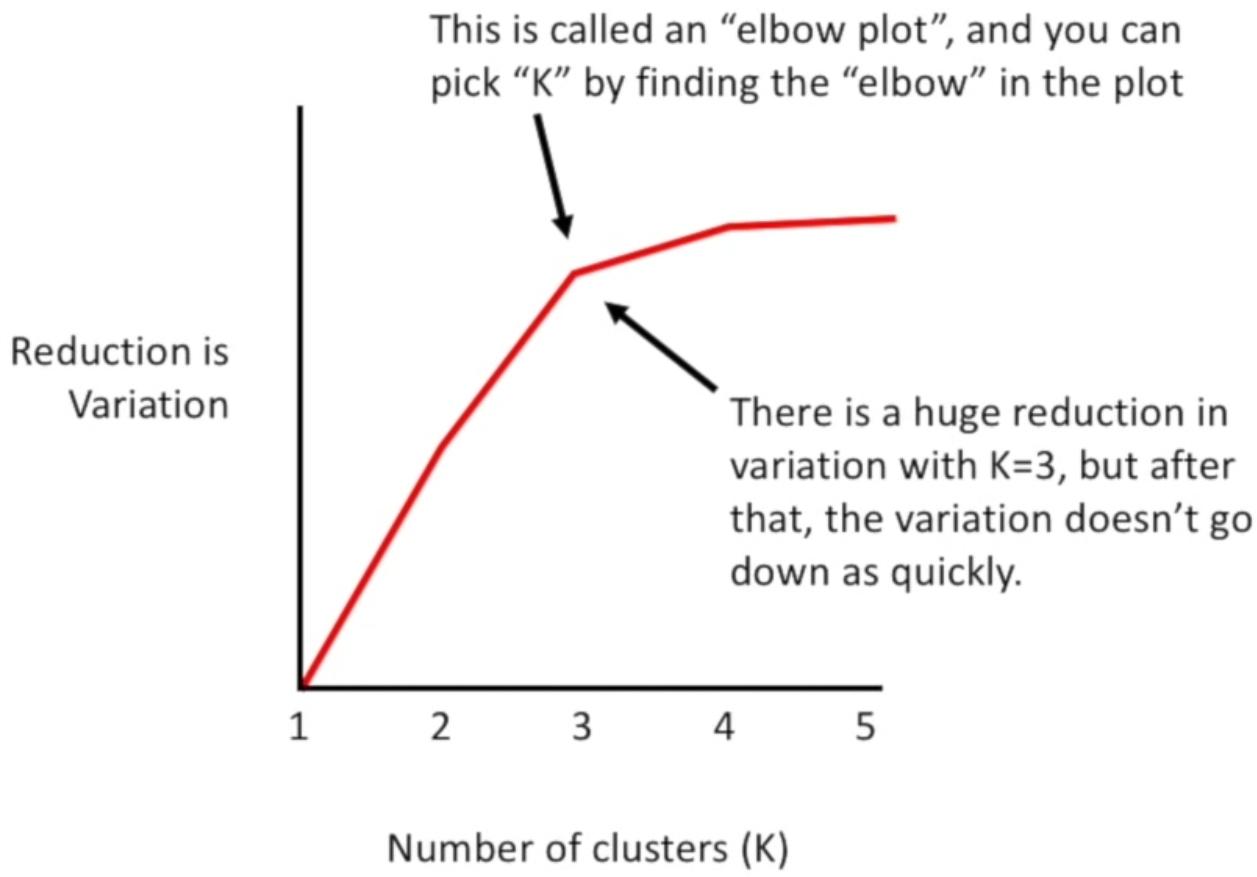 This is called an “elbow plot”, and you can
pick “K” by finding the “elbow” in the plot
Reduction is
Variation
There is a huge reduction in
variation with K=3, but after
that, the variation doesn’t go
down as quickly.
1 2 3 4 5
Number of clusters (K)